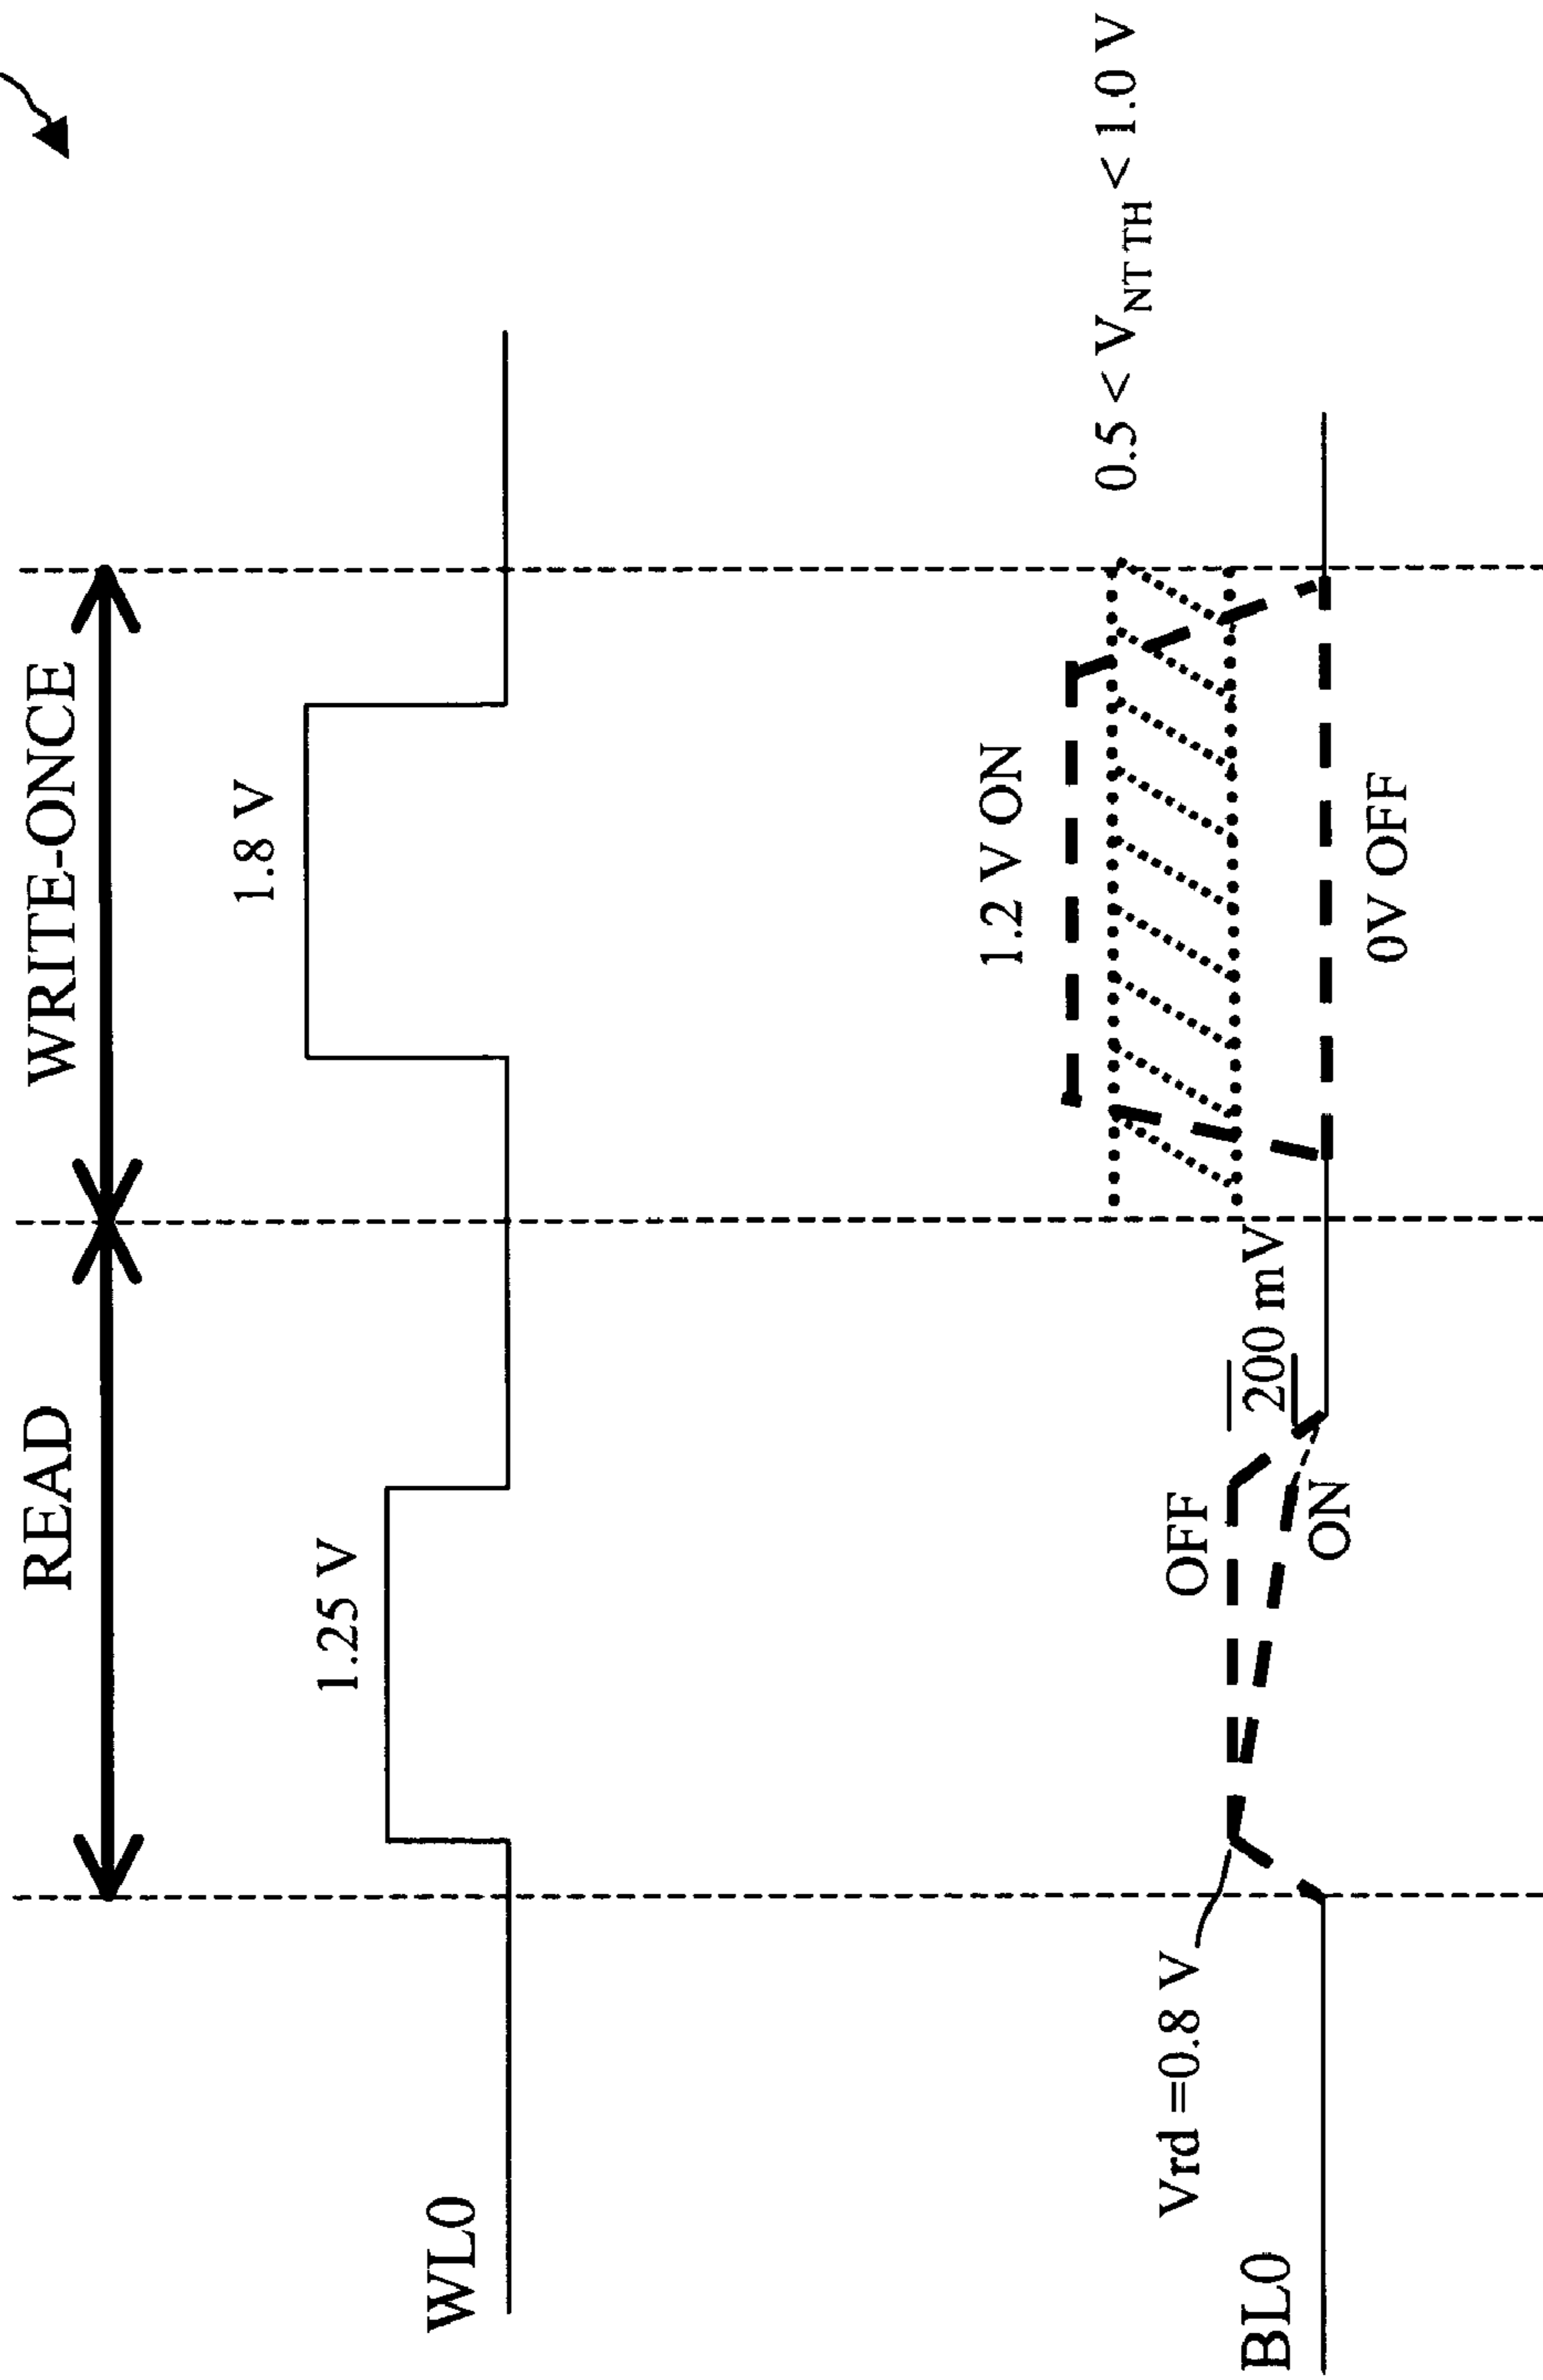 READ
WRITE-ONCE
1.8 V
1.25 V
WL0
1.2 V ON
0.5 < V_NT TH < 1.0 V
Vrd =0.8 V
OFF
200 mV
BL0
ON
0V OFF